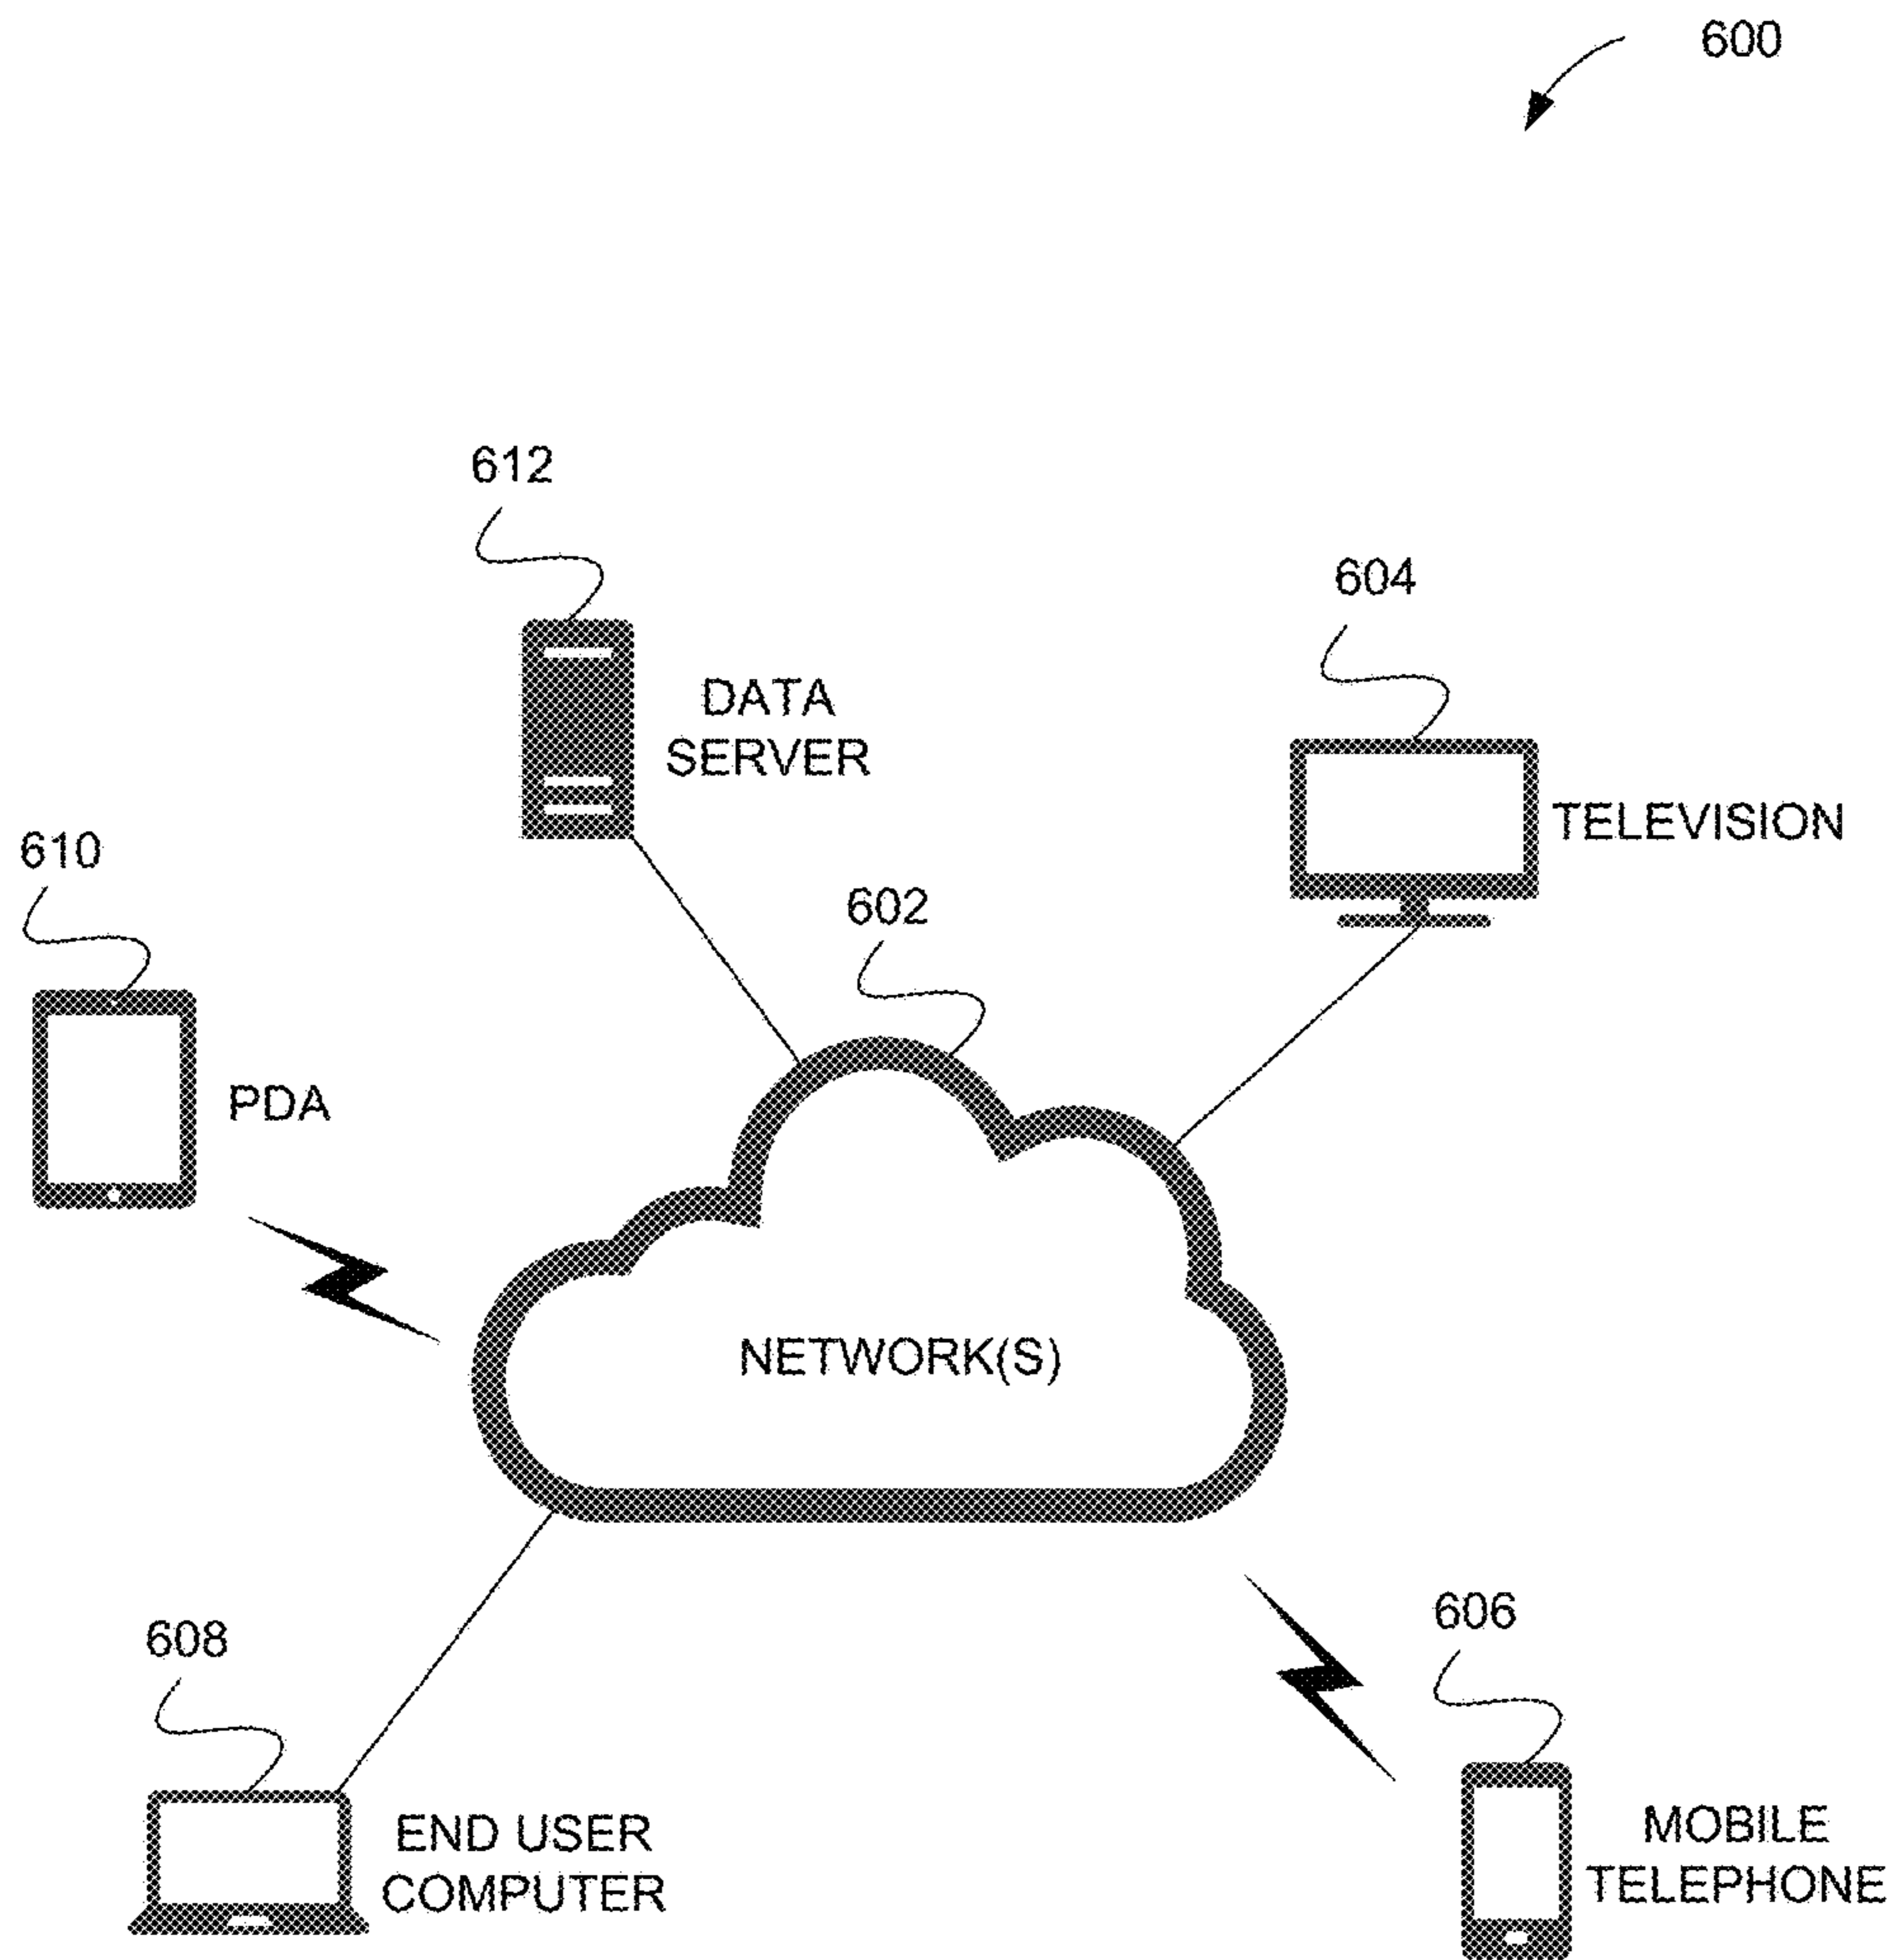 600
612
604
DATA
SERVER
TELEVISION
610
602
PDA
NETWORK(S)
608
606
END USER
COMPUTER
MOBILE
TELEPHONE